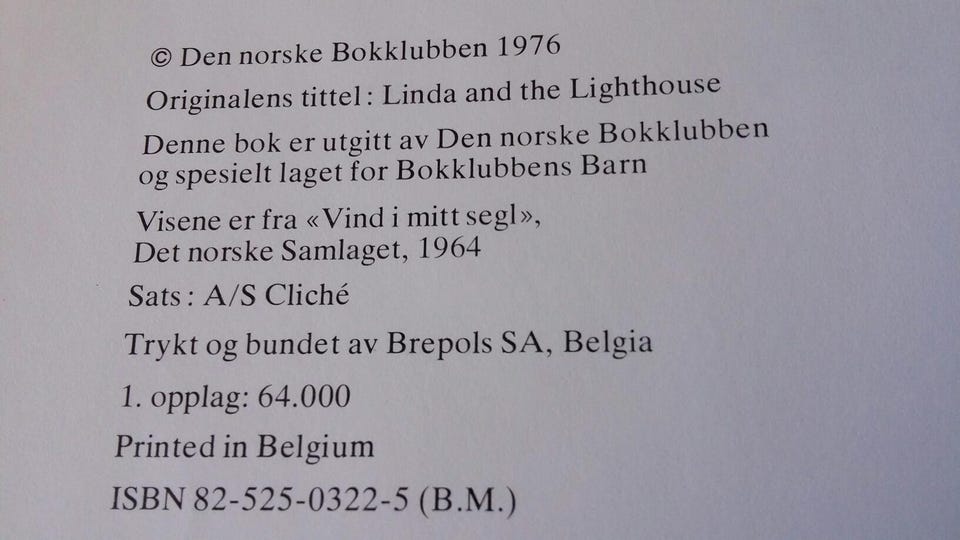 © Den norske Bokklubben 1976
Originalens tittel: Linda and the Lighthouse
Denne bok er utgitt av Den norske Bokklubben
og spesielt laget for Bokklubbens Barn
Visene er fra «Vind i mitt segl»,
Det norske Samlaget, 1964
Sats: A/S Cliché
Trykt og bundet av Brepols SA, Belgia
1. opplag: 64.000
Printed in Belgium
ISBN 82-525-0322-5 (B.M.)